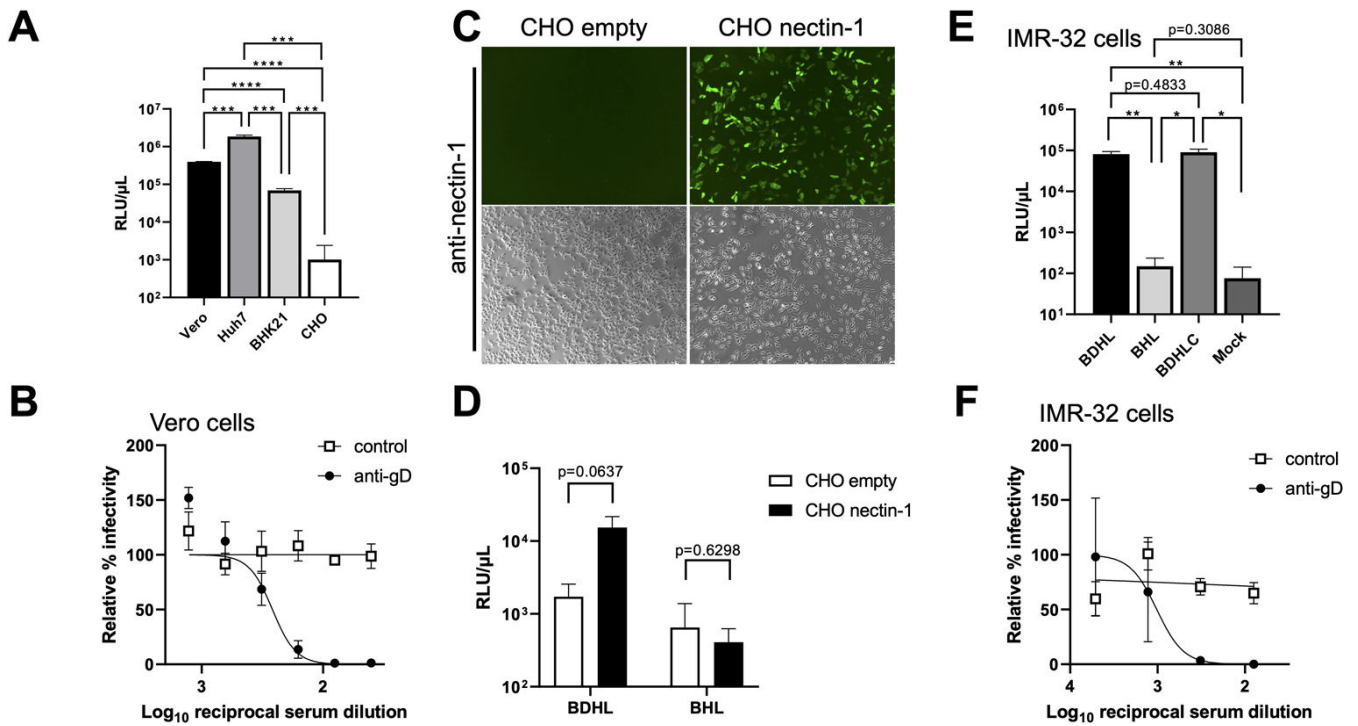 A
***
****
****
*** *** ***
RLU/µL
10⁷
10⁶
10⁵
10⁴
10³
10²
Vero
Huh7
BHK21
CHO
B
Vero cells
control
anti-gD
Relative % infectivity
200
150
100
50
0
3 2
Log₁₀ reciprocal serum dilution
C
CHO empty CHO nectin-1
anti-nectin-1
D
p=0.0637
p=0.6298
CHO empty
CHO nectin-1
RLU/µL
10⁵
10⁴
10³
10²
BDHL BHL
E
IMR-32 cells
p=0.3086
**
p=0.4833
** * *
RLU/µL
10⁶
10⁵
10⁴
10³
10²
10¹
BDHL
BHL
BDHLC
Mock
F
IMR-32 cells
control
anti-gD
Relative % infectivity
200
150
100
50
0
4 3 2
Log₁₀ reciprocal serum dilution